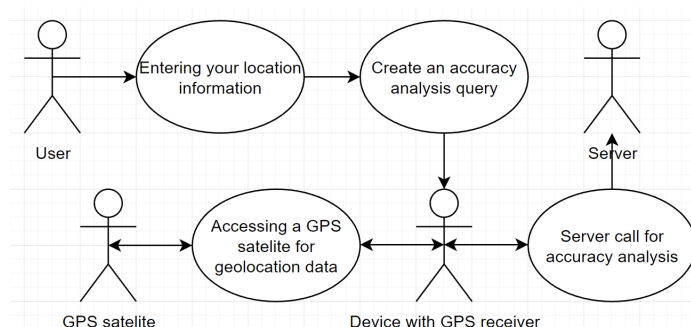 Entering your location
information
Create an accuracy
analysis query
User
Server
Accessing a GPS
satelite for
geolocation data
Server call for
accuracy analysis
GPS satelite
Device with GPS receiver